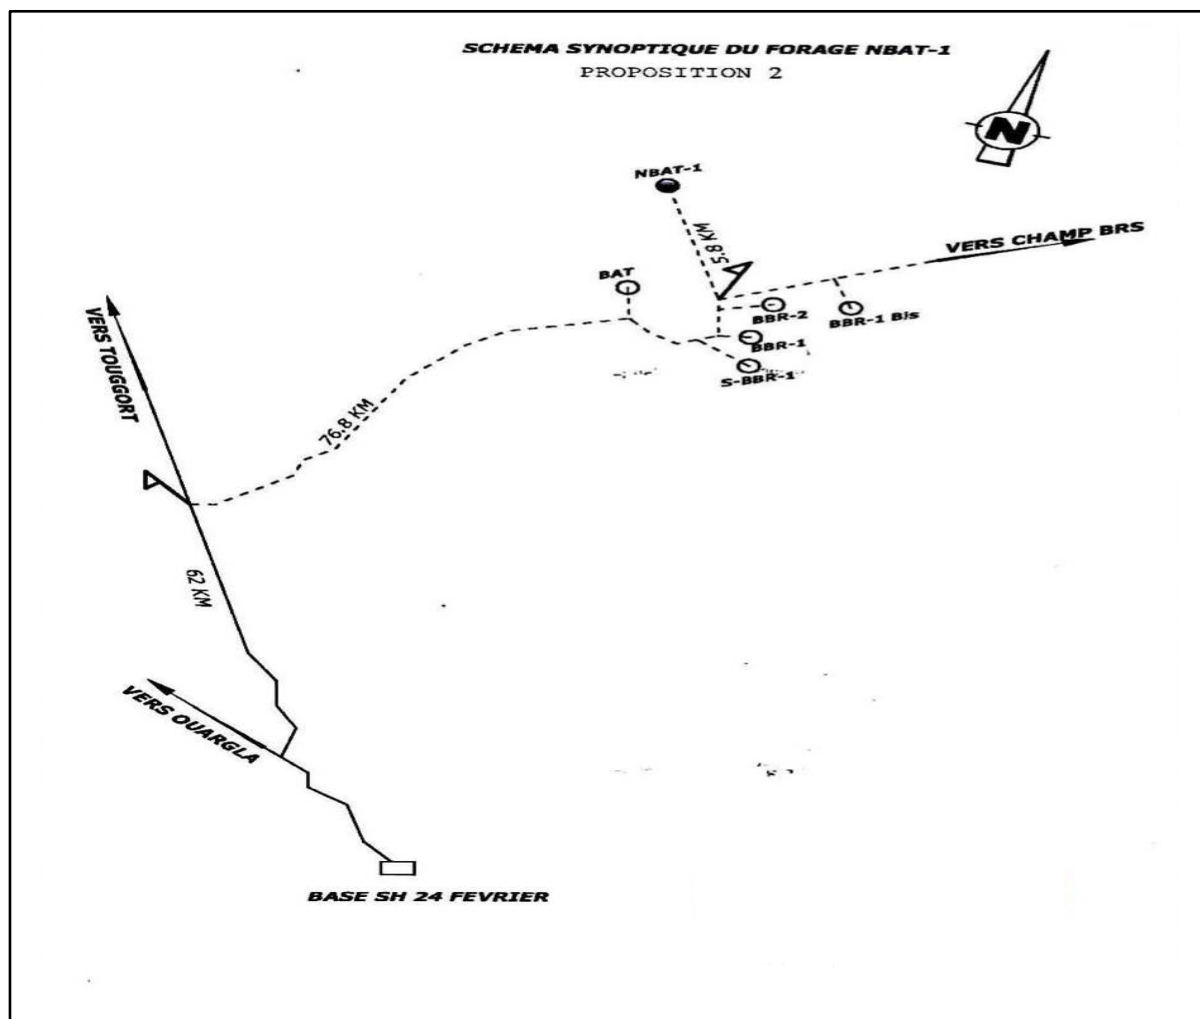 SCHEMA SYNOPTIQUE DU FORAGE NBAT-1
PROPOSITION 2
N
NBAT-1
5.8 KM
VERS CHAMP BRS
BAT
BBR-2
BBR-1 Bis
BBR-1
S-BBR-1
VERS TOUGGORT
76.8 KM
62 KM
VERS OUARGLA
BASE SH 24 FEVRIER